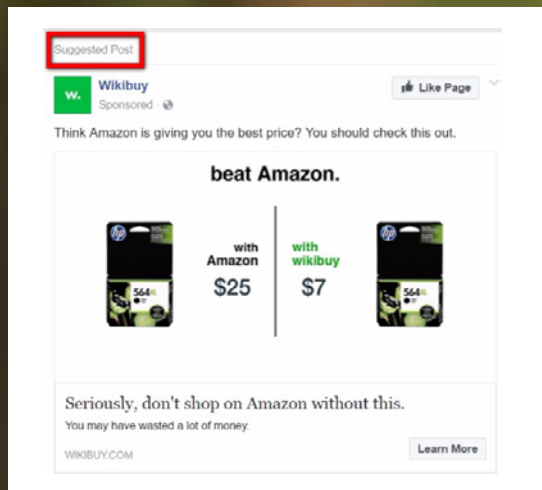 Suggested Post
w.
Wikibuy
Sponsored ·
Like Page
Think Amazon is giving you the best price? You should check this out.
beat Amazon.
hp
564XL
with
Amazon
$25
with
wikibuy
$7
hp
564XL
Seriously, don't shop on Amazon without this.
You may have wasted a lot of money.
WIKIBUY.COM
Learn More